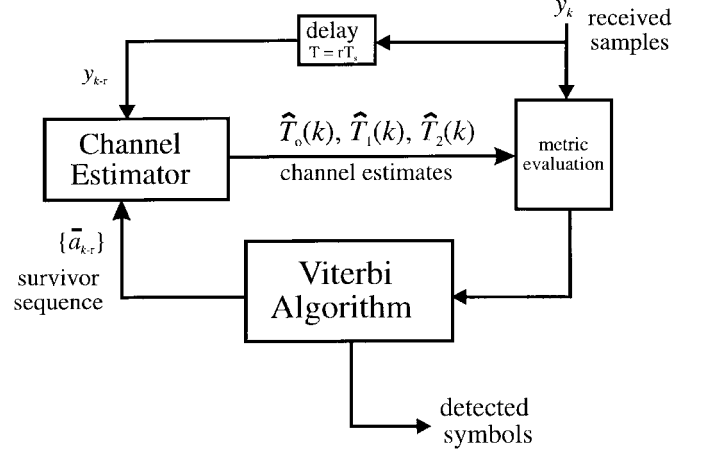 y_k
received
samples
delay
T = rT_s
y_{k-r}
Channel
Estimator
T̂_o(k), T̂_1(k), T̂_2(k)
channel estimates
metric
evaluation
{ā_{k-r}}
survivor
sequence
Viterbi
Algorithm
detected
symbols